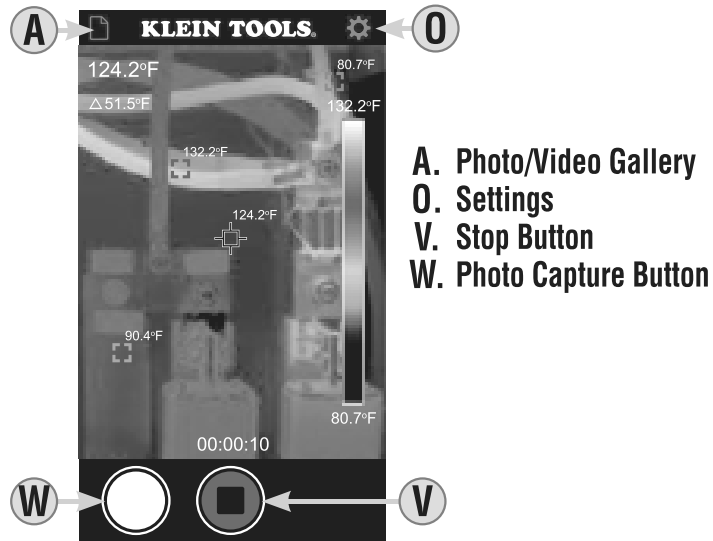 A
KLEIN TOOLS®
O
124.2°F
80.7°F
△51.5°F
132.2°F
132.2°F
124.2°F
90.4°F
80.7°F
00:00:10
W
V
A. Photo/Video Gallery
O. Settings
V. Stop Button
W. Photo Capture Button